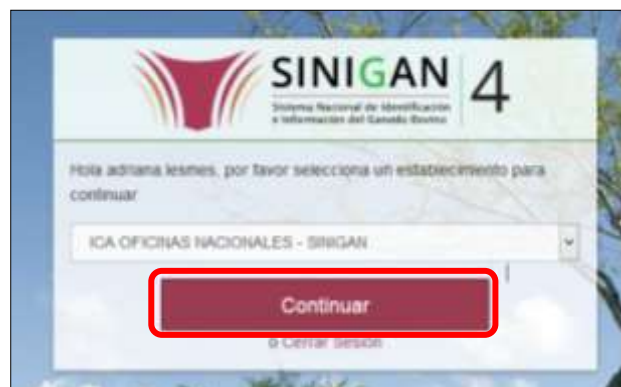 SINIGAN 4
Sistema Nacional de Identificación
e Información del Ganado Bovino
Hola adriana lesmes, por favor selecciona un establecimiento para
continuar
ICA OFICINAS NACIONALES - SINIGAN
Continuar
o Cerrar Sesión